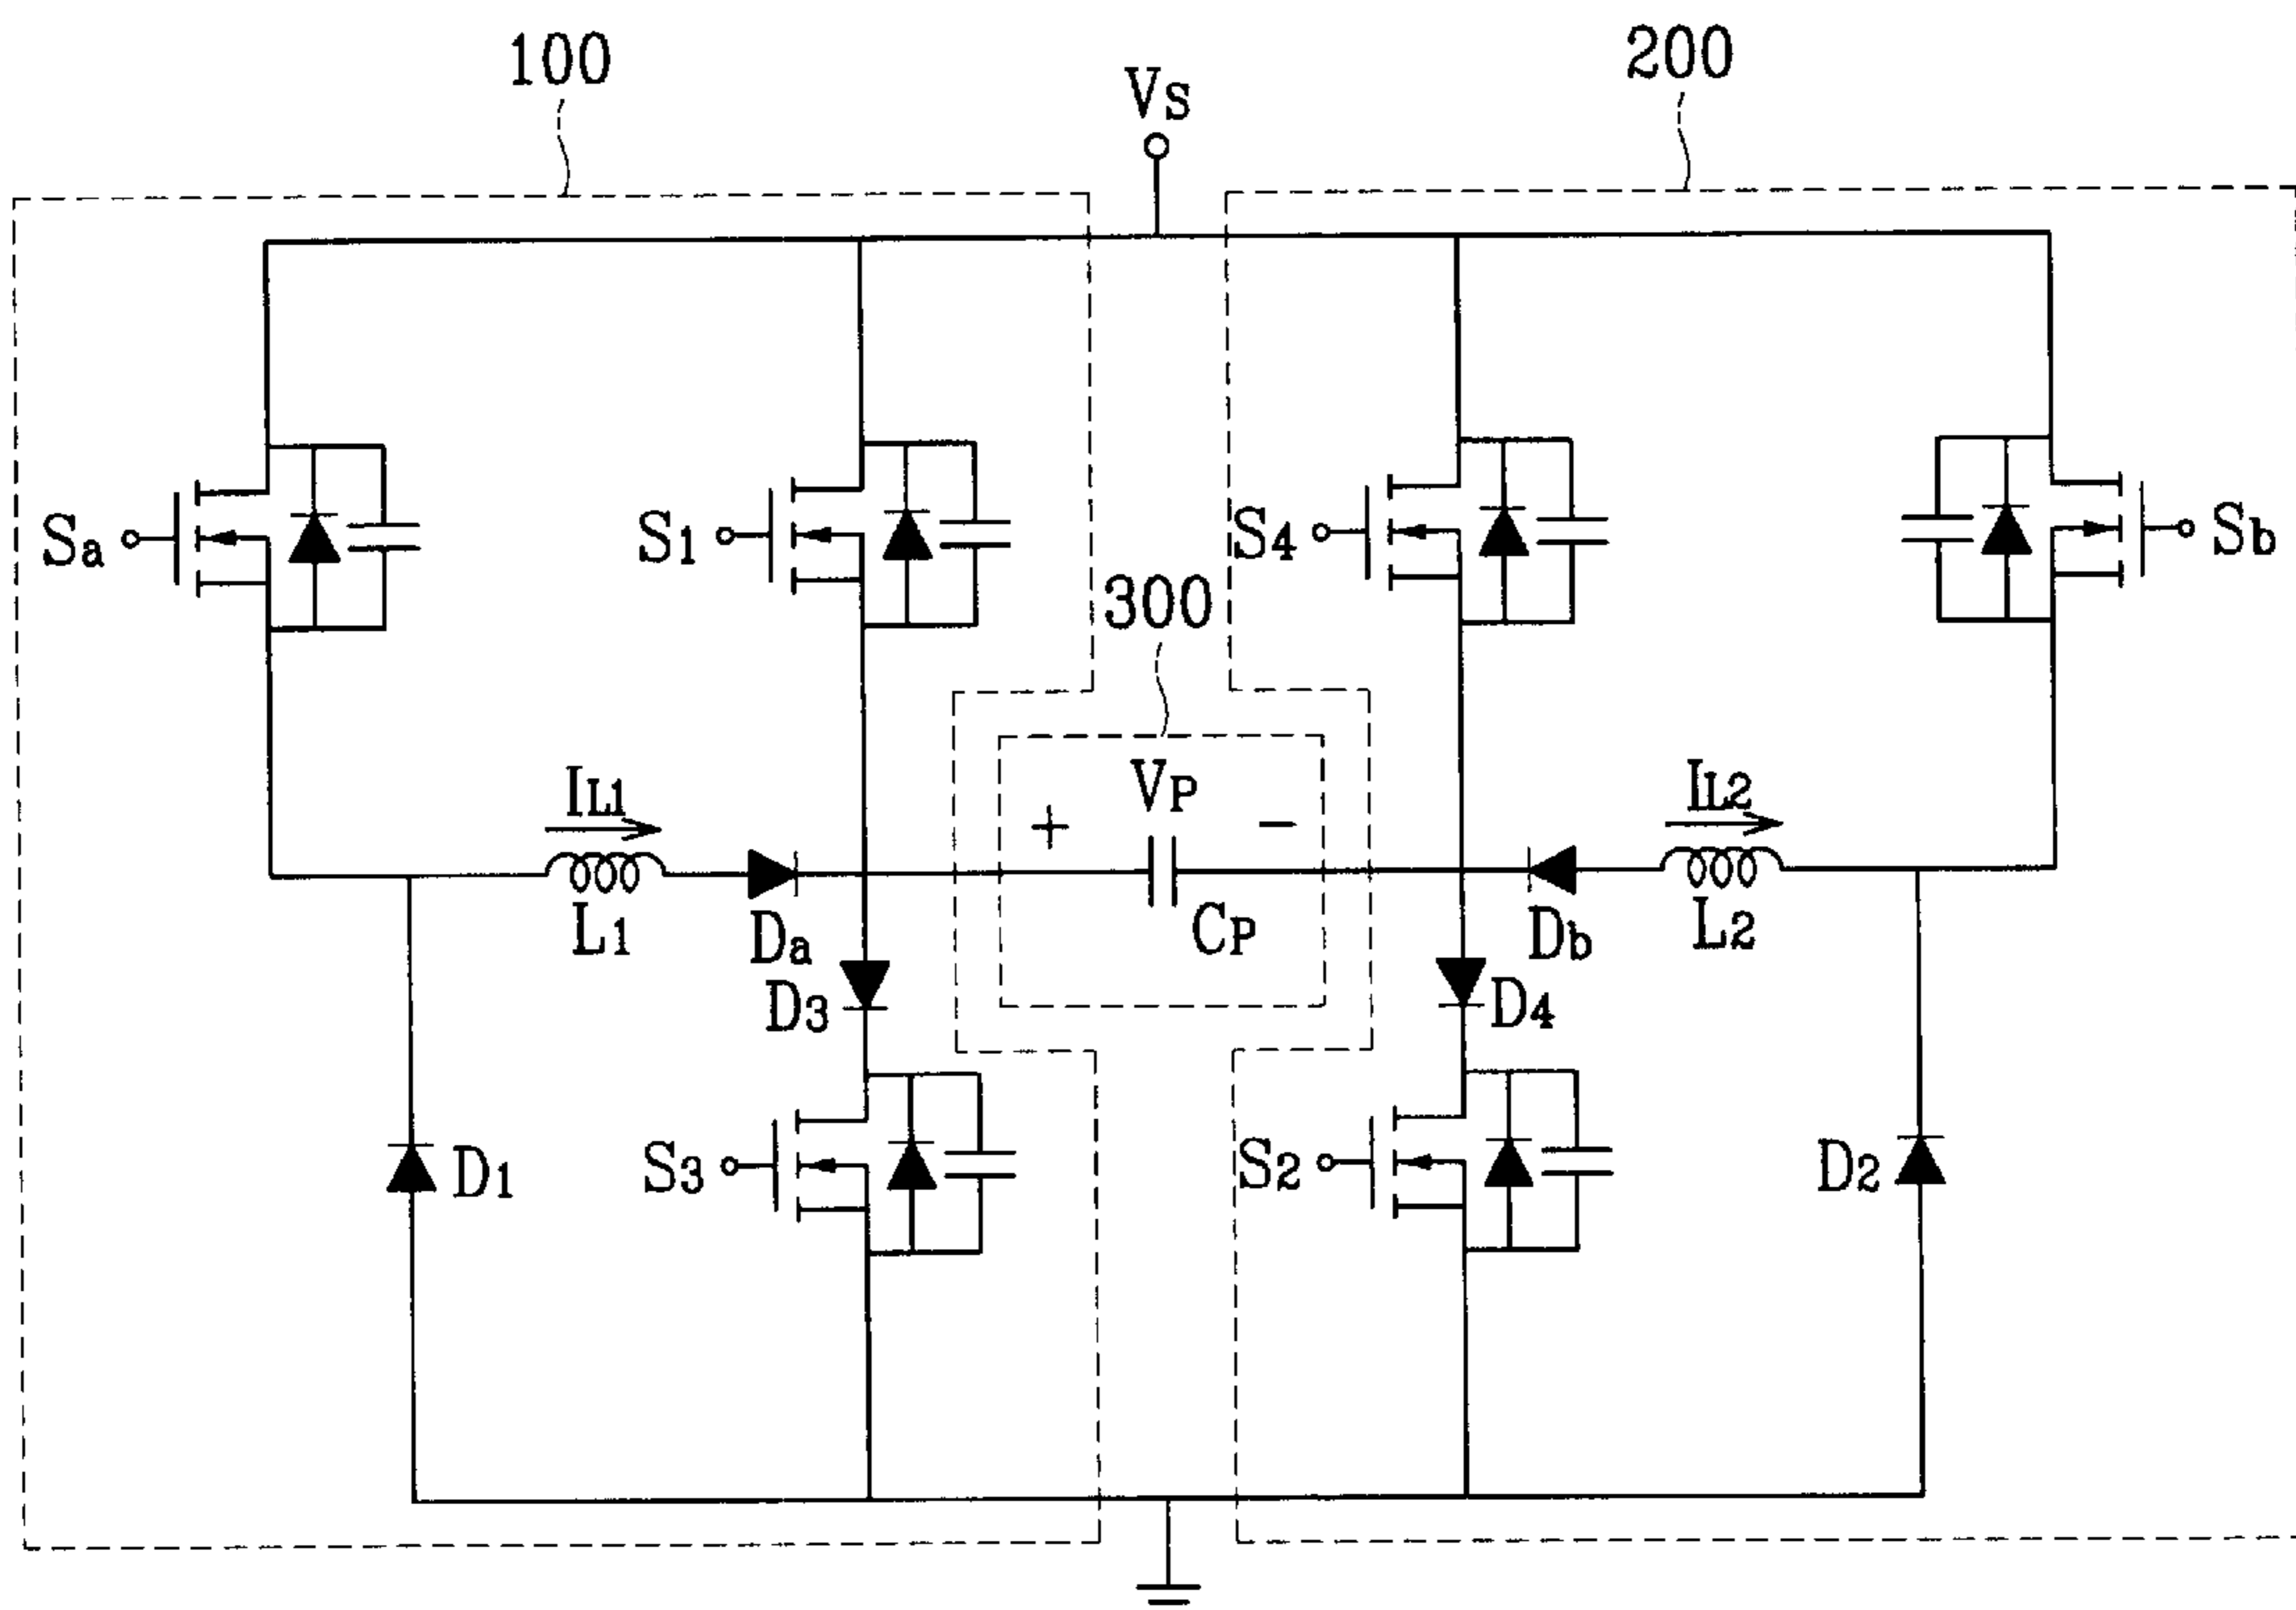 100
200
VS
Sa
S1
S4
Sb
300
VP
+
−
IL1
IL2
L1
Da
CP
Db
L2
D3
D4
D1
S3
S2
D2